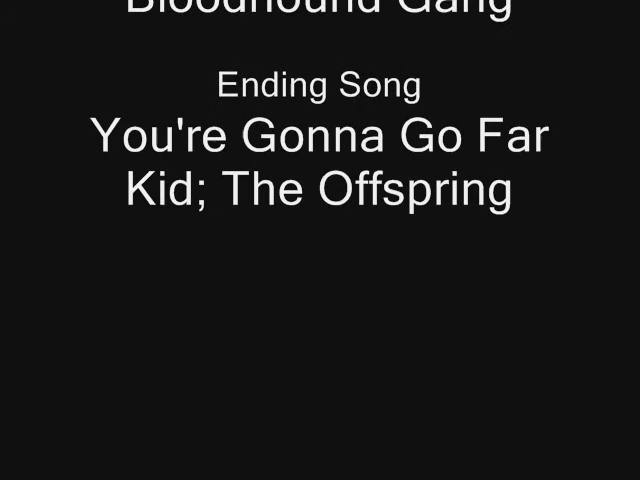 Bloodhound Gang
Ending Song
You're Gonna Go Far
Kid; The Offspring